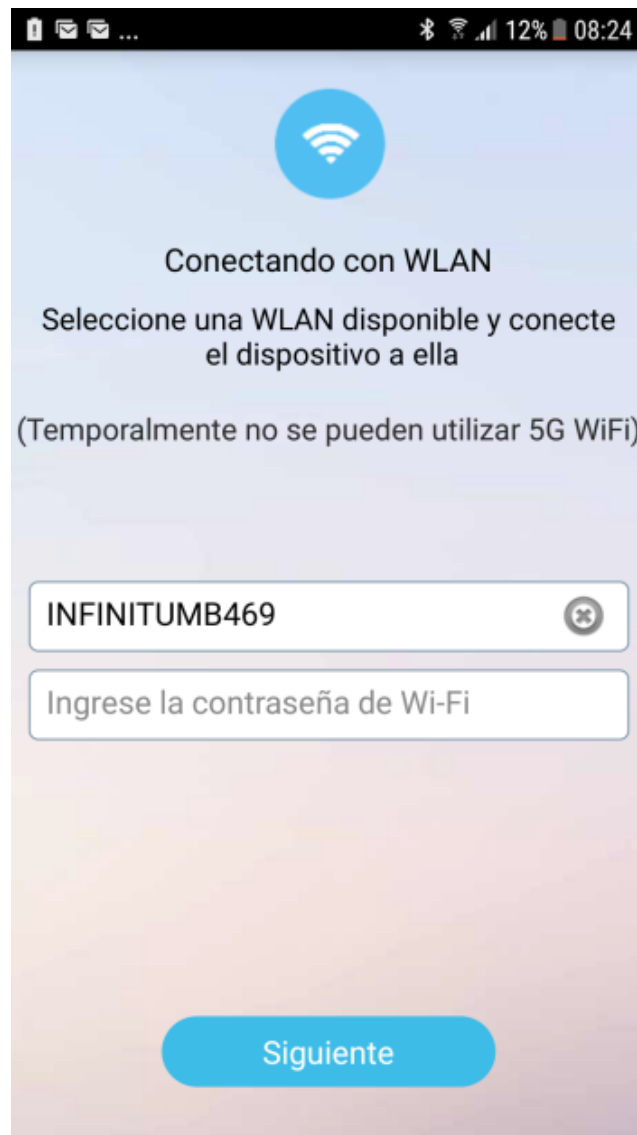 ... 12% 08:24
Conectando con WLAN
Seleccione una WLAN disponible y conecte
el dispositivo a ella
(Temporalmente no se pueden utilizar 5G WiFi)
INFINITUMB469
Ingrese la contraseña de Wi-Fi
Siguiente